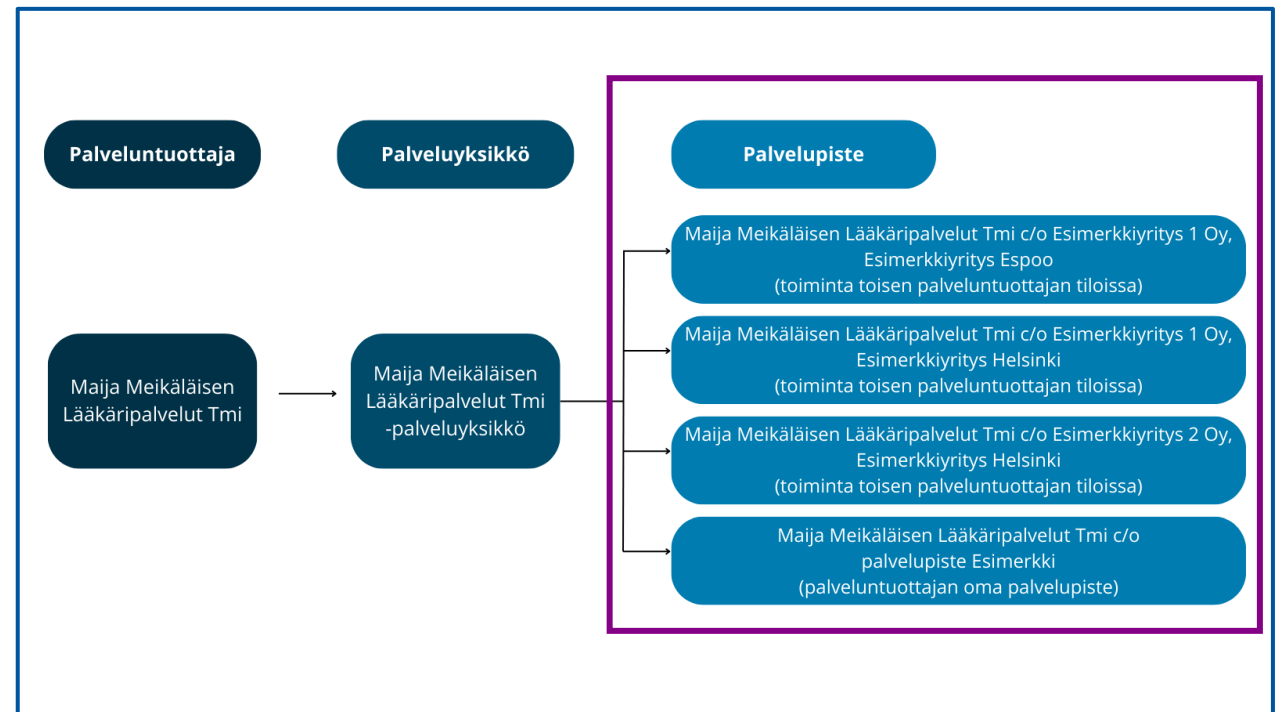 Palveluntuottaja
Palveluyksikkö
Palvelupiste
Maija Meikäläisen
Lääkäripalvelut Tmi
Maija Meikäläisen
Lääkäripalvelut Tmi
-palveluyksikkö
Maija Meikäläisen Lääkäripalvelut Tmi c/o Esimerkkiyritys 1 Oy,
Esimerkkiyritys Espoo
(toiminta toisen palveluntuottajan tiloissa)
Maija Meikäläisen Lääkäripalvelut Tmi c/o Esimerkkiyritys 1 Oy,
Esimerkkiyritys Helsinki
(toiminta toisen palveluntuottajan tiloissa)
Maija Meikäläisen Lääkäripalvelut Tmi c/o Esimerkkiyritys 2 Oy,
Esimerkkiyritys Helsinki
(toiminta toisen palveluntuottajan tiloissa)
Maija Meikäläisen Lääkäripalvelut Tmi c/o
palvelupiste Esimerkki
(palveluntuottajan oma palvelupiste)